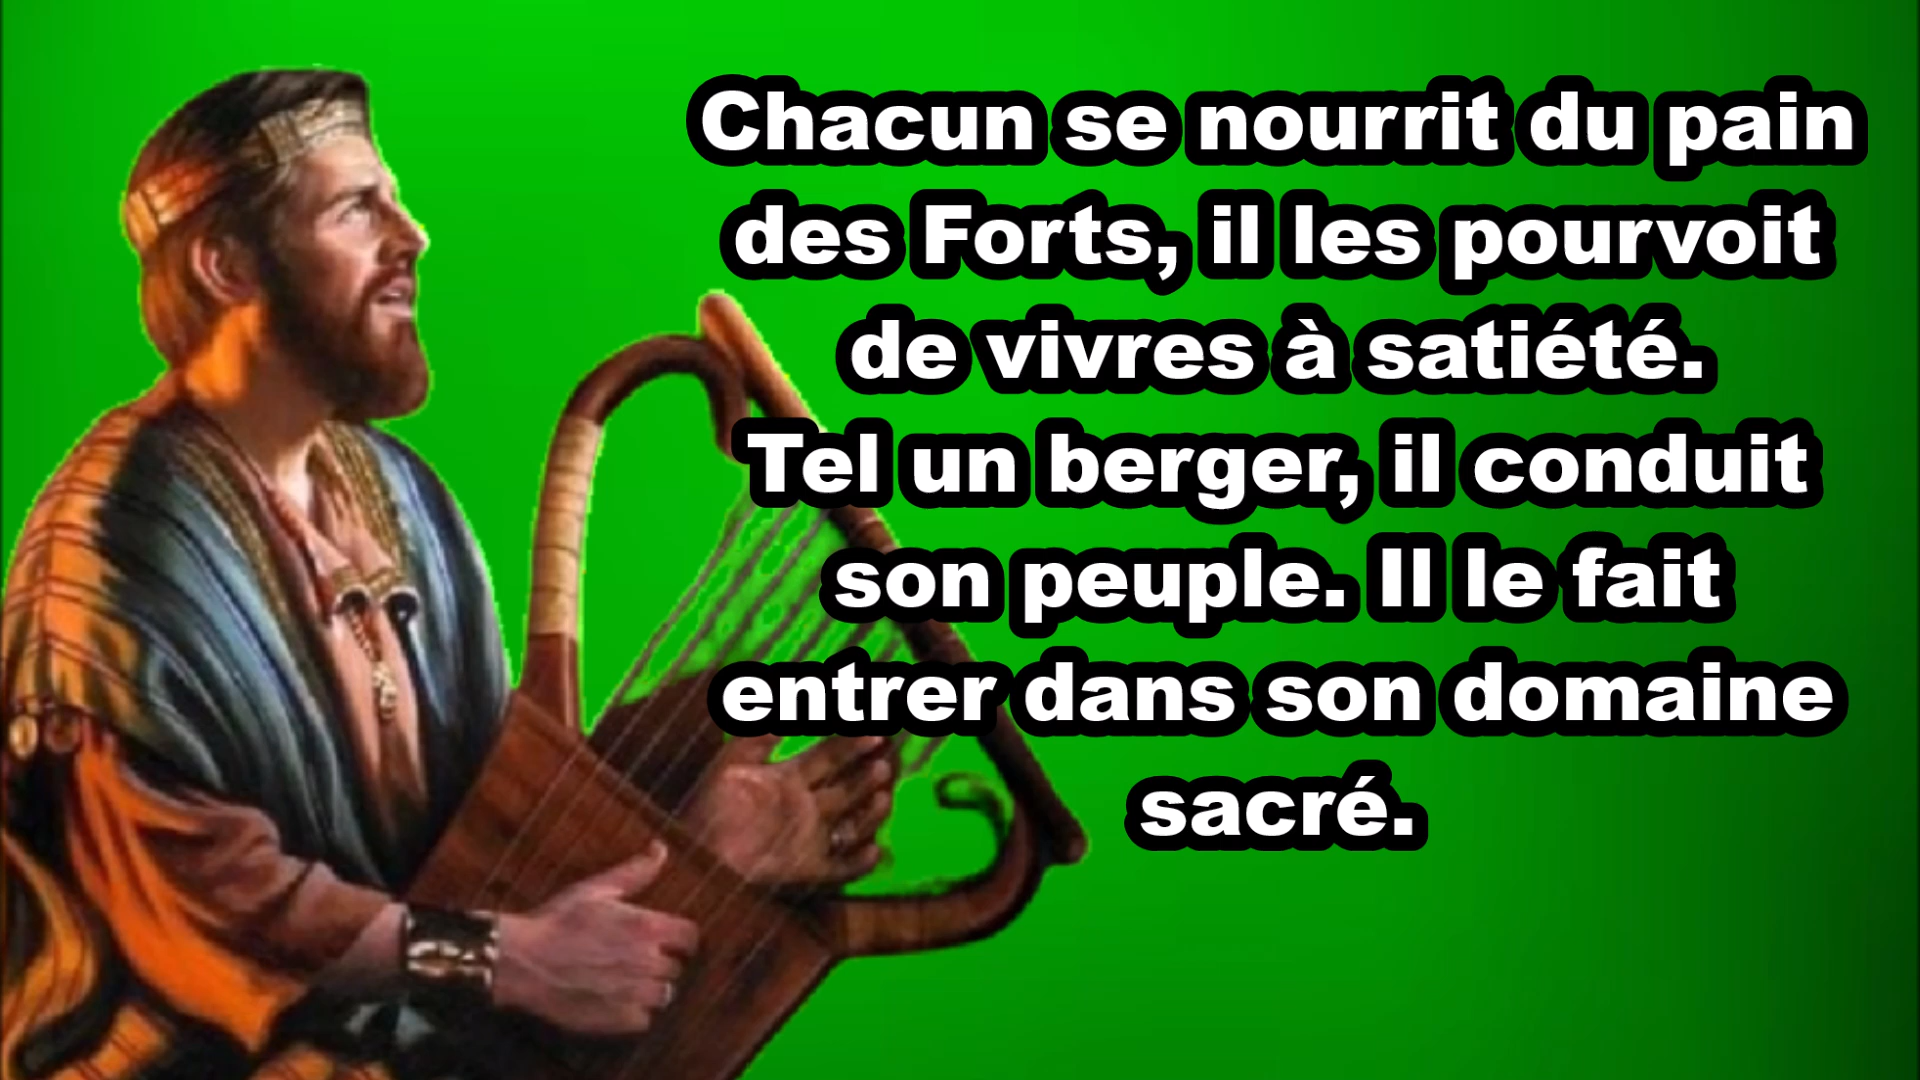 Chacun se nourrit du pain
des Forts, il les pourvoit
de vivres à satiété.
Tel un berger, il conduit
son peuple. Il le fait
entrer dans son domaine
sacré.